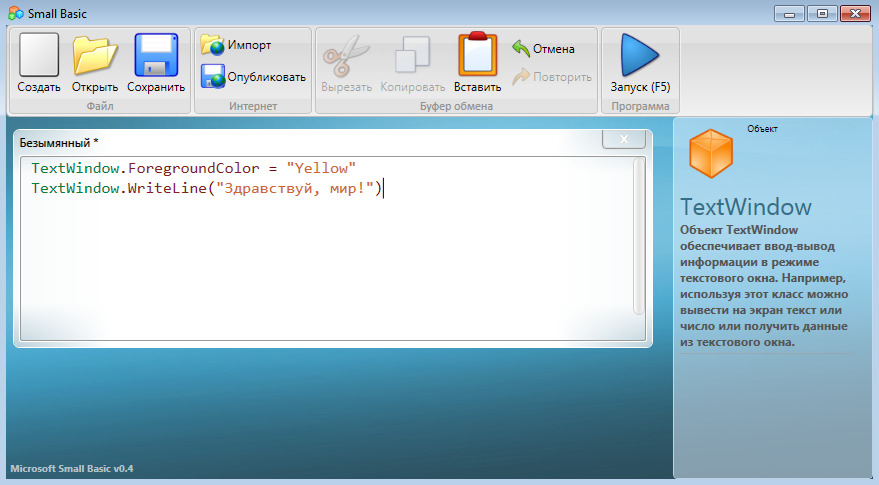 Small Basic
Создать
Открыть
Сохранить
Файл
Импорт
Опубликовать
Интернет
Вырезать
Копировать
Вставить
Отмена
Повторить
Буфер обмена
Запуск (F5)
Программа
Безымянный *
x
TextWindow.ForegroundColor = "Yellow"
TextWindow.WriteLine("Здравствуй, мир!")
Объект
TextWindow
Объект TextWindow
обеспечивает ввод-вывод
информации в режиме
текстового окна. Например,
используя этот класс можно
вывести на экран текст или
число или получить данные
из текстового окна.
Microsoft Small Basic v0.4